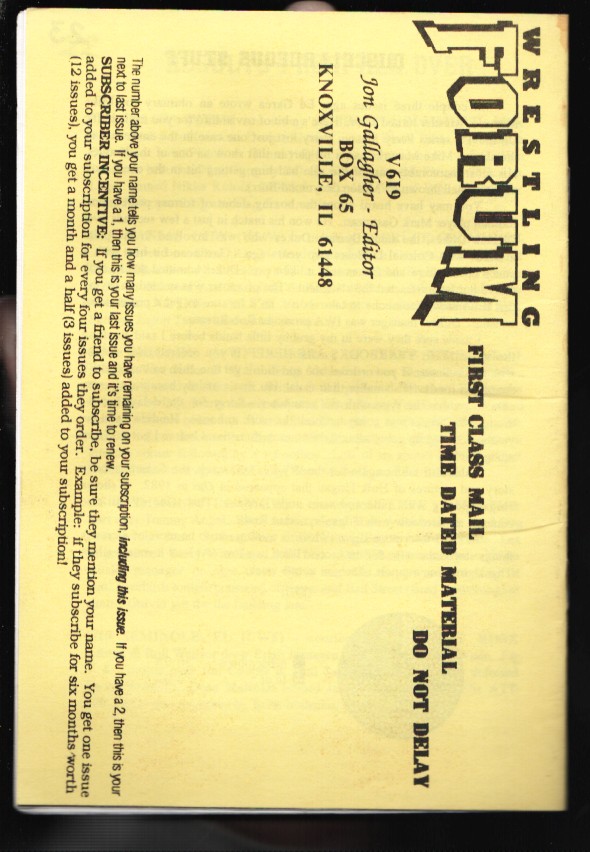 WRESTLING
FORUM
V619
Jon Gallagher - Editor
BOX 65
KNOXVILLE, IL 61448
FIRST CLASS MAIL
TIME DATED MATERIAL
DO NOT DELAY
The number above your name tells you how many issues you have remaining on your subscription, including this issue. If you have a 2, then this is your
next to last issue. If you have a 1, then this is your last issue and it's time to renew.
SUBSCRIBER INCENTIVE: If you get a friend to subscribe, be sure they mention your name. You get one issue
added to your subscription for every four issues they order. Example: if they subscribe for six months worth
(12 issues), you get a month and a half (3 issues) added to your subscription!